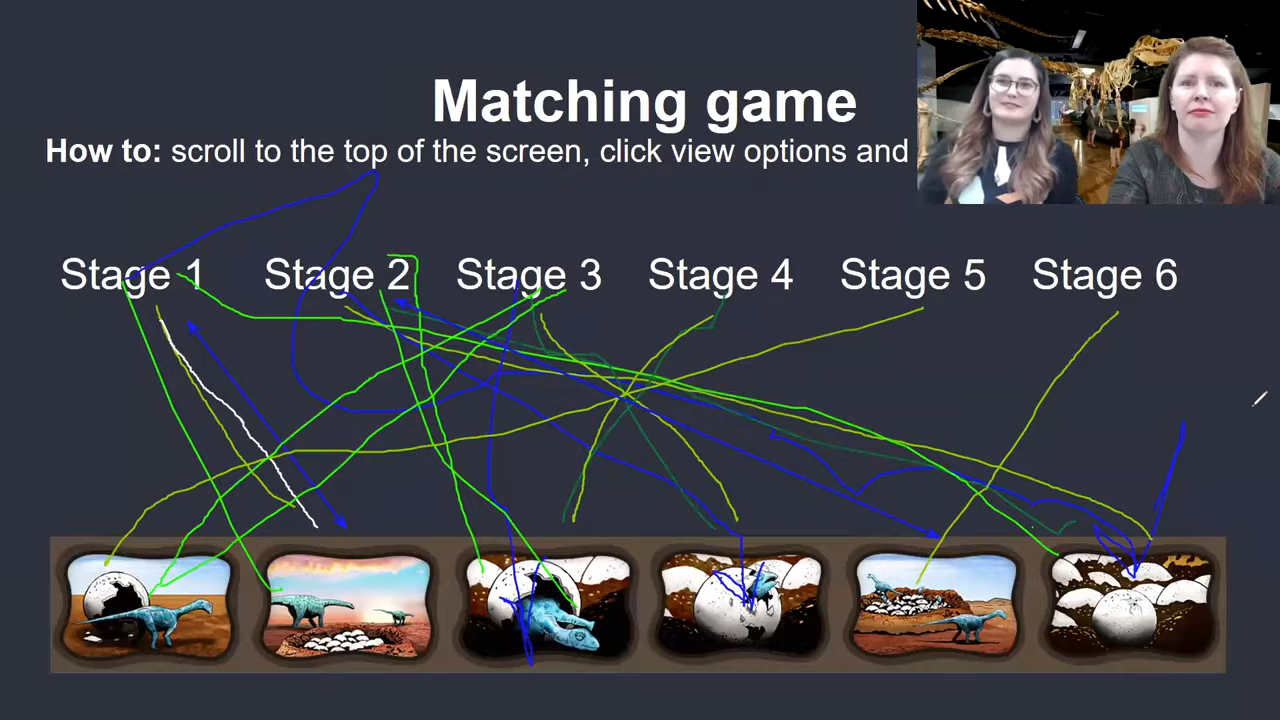 Matching game
How to: scroll to the top of the screen, click view options and
Stage 1 Stage 2 Stage 3 Stage 4 Stage 5 Stage 6